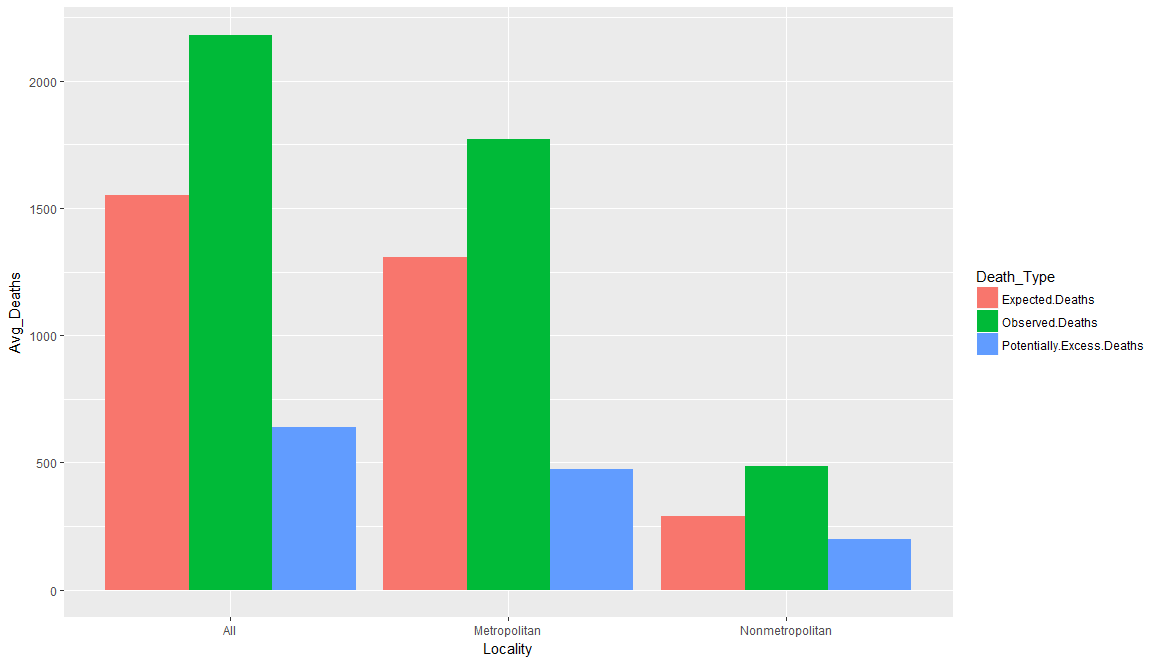 2000
1500
1000
500
0
Avg_Deaths
All
Metropolitan
Nonmetropolitan
Locality
Death_Type
Expected.Deaths
Observed.Deaths
Potentially.Excess.Deaths